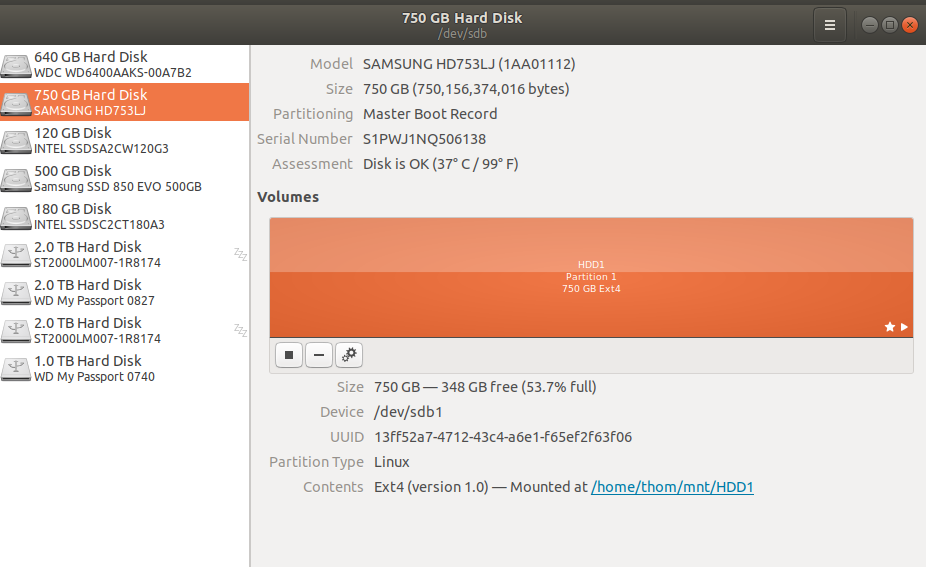 750 GB Hard Disk
/dev/sdb
640 GB Hard Disk
WDC WD6400AAKS-00A7B2
750 GB Hard Disk
SAMSUNG HD753LJ
120 GB Disk
INTEL SSDSA2CW120G3
500 GB Disk
Samsung SSD 850 EVO 500GB
180 GB Disk
INTEL SSDSC2CT180A3
2.0 TB Hard Disk
ST2000LM007-1R8174
zzz
2.0 TB Hard Disk
WD My Passport 0827
2.0 TB Hard Disk
ST2000LM007-1R8174
zzz
1.0 TB Hard Disk
WD My Passport 0740
Model SAMSUNG HD753LJ (1AA01112)
Size 750 GB (750,156,374,016 bytes)
Partitioning Master Boot Record
Serial Number S1PWJ1NQ506138
Assessment Disk is OK (37° C / 99° F)
Volumes
HDD1
Partition 1
750 GB Ext4
Size 750 GB — 348 GB free (53.7% full)
Device /dev/sdb1
UUID 13ff52a7-4712-43c4-a6e1-f65ef2f63f06
Partition Type Linux
Contents Ext4 (version 1.0) — Mounted at /home/thom/mnt/HDD1